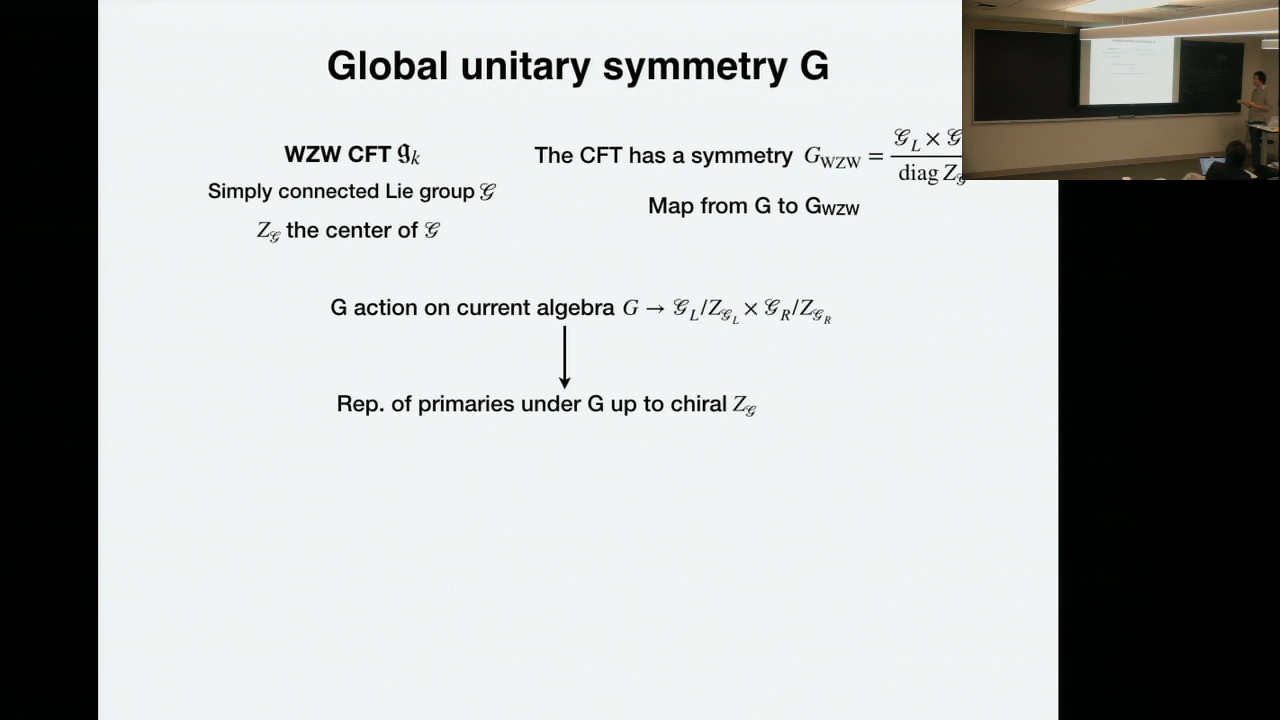 Global unitary symmetry G
WZW CFT 𝔤ₖ
Simply connected Lie group 𝒢
Z_𝒢 the center of 𝒢
The CFT has a symmetry G_WZW = 𝒢_L × 𝒢 / diag Z_𝒢
Map from G to G_WZW
G action on current algebra G → 𝒢_L/Z_𝒢_L × 𝒢_R/Z_𝒢_R
Rep. of primaries under G up to chiral Z_𝒢